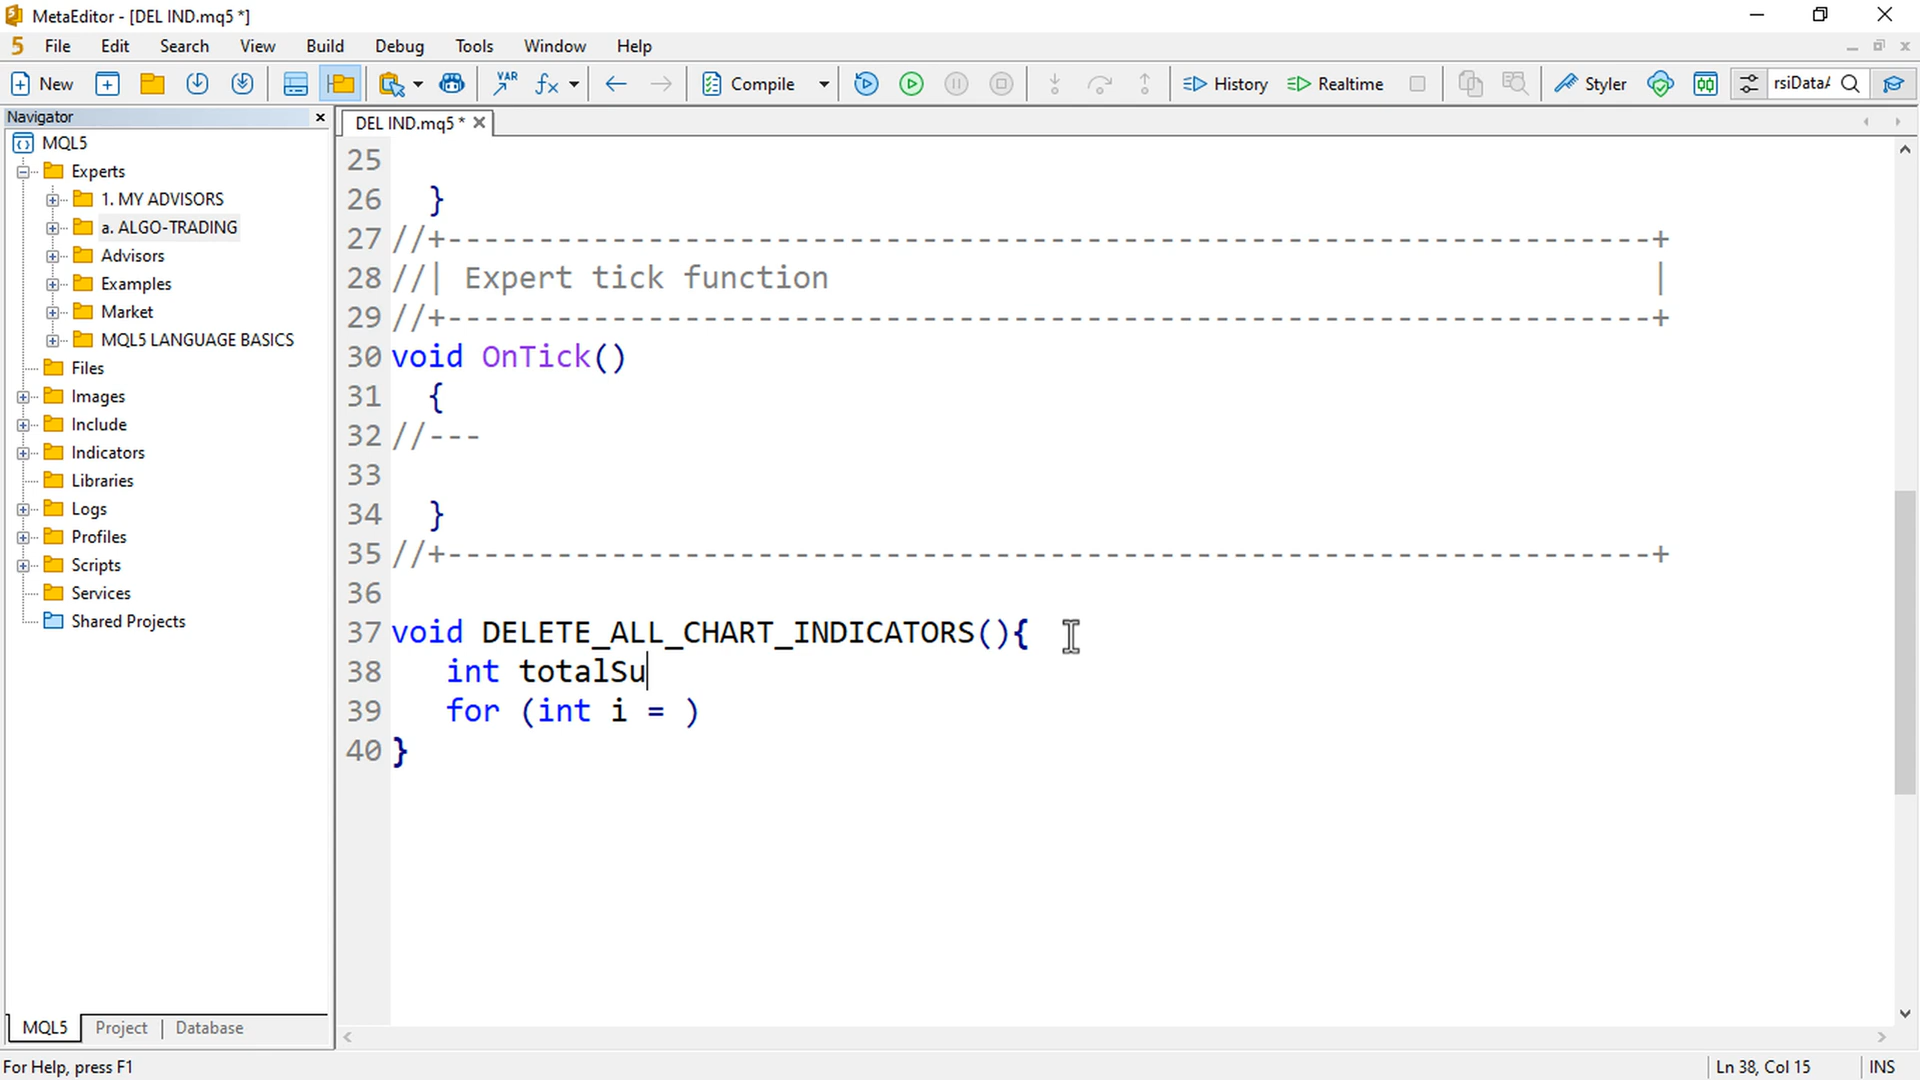 MetaEditor - [DEL IND.mq5 *]
5 File Edit Search View Build Debug Tools Window Help
New VAR Compile History Realtime Styler rsiData
Navigator
DEL IND.mq5 *
MQL5
Experts
1. MY ADVISORS
a. ALGO-TRADING
Advisors
Examples
Market
MQL5 LANGUAGE BASICS
Files
Images
Include
Indicators
Libraries
Logs
Profiles
Scripts
Services
Shared Projects
25
26 }
27 //+------------------------------------------------------------------+
28 //| Expert tick function |
29 //+------------------------------------------------------------------+
30 void OnTick()
31 {
32 //---
33
34 }
35 //+------------------------------------------------------------------+
36
37 void DELETE_ALL_CHART_INDICATORS(){
38 int totalSu
39 for (int i = )
40 }
MQL5 Project Database
For Help, press F1
Ln 38, Col 15 INS